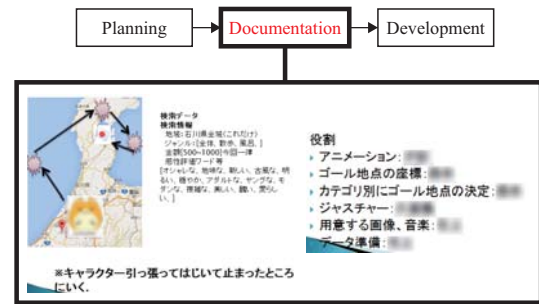 Planning
Documentation
Development
検索データ
検索情報
地域:石川県全域(これだけ)
ジャンル:[全体、散歩、風呂、]
金額[500~1000]今回一律
感性評価ワード等
[オシャレな、地味な、新しい、古風な、明
るい、穏やか、アダルトな、ヤングな、モ
ダンな、複雑な、美しい、醜い、愛らし
い、]
※キャラクター引っ張ってはじいて止まったところ
にいく.
役割
アニメーション:
ゴール地点の座標:
カテゴリ別にゴール地点の決定:
ジャスチャー:
用意する画像、音楽:
データ準備: